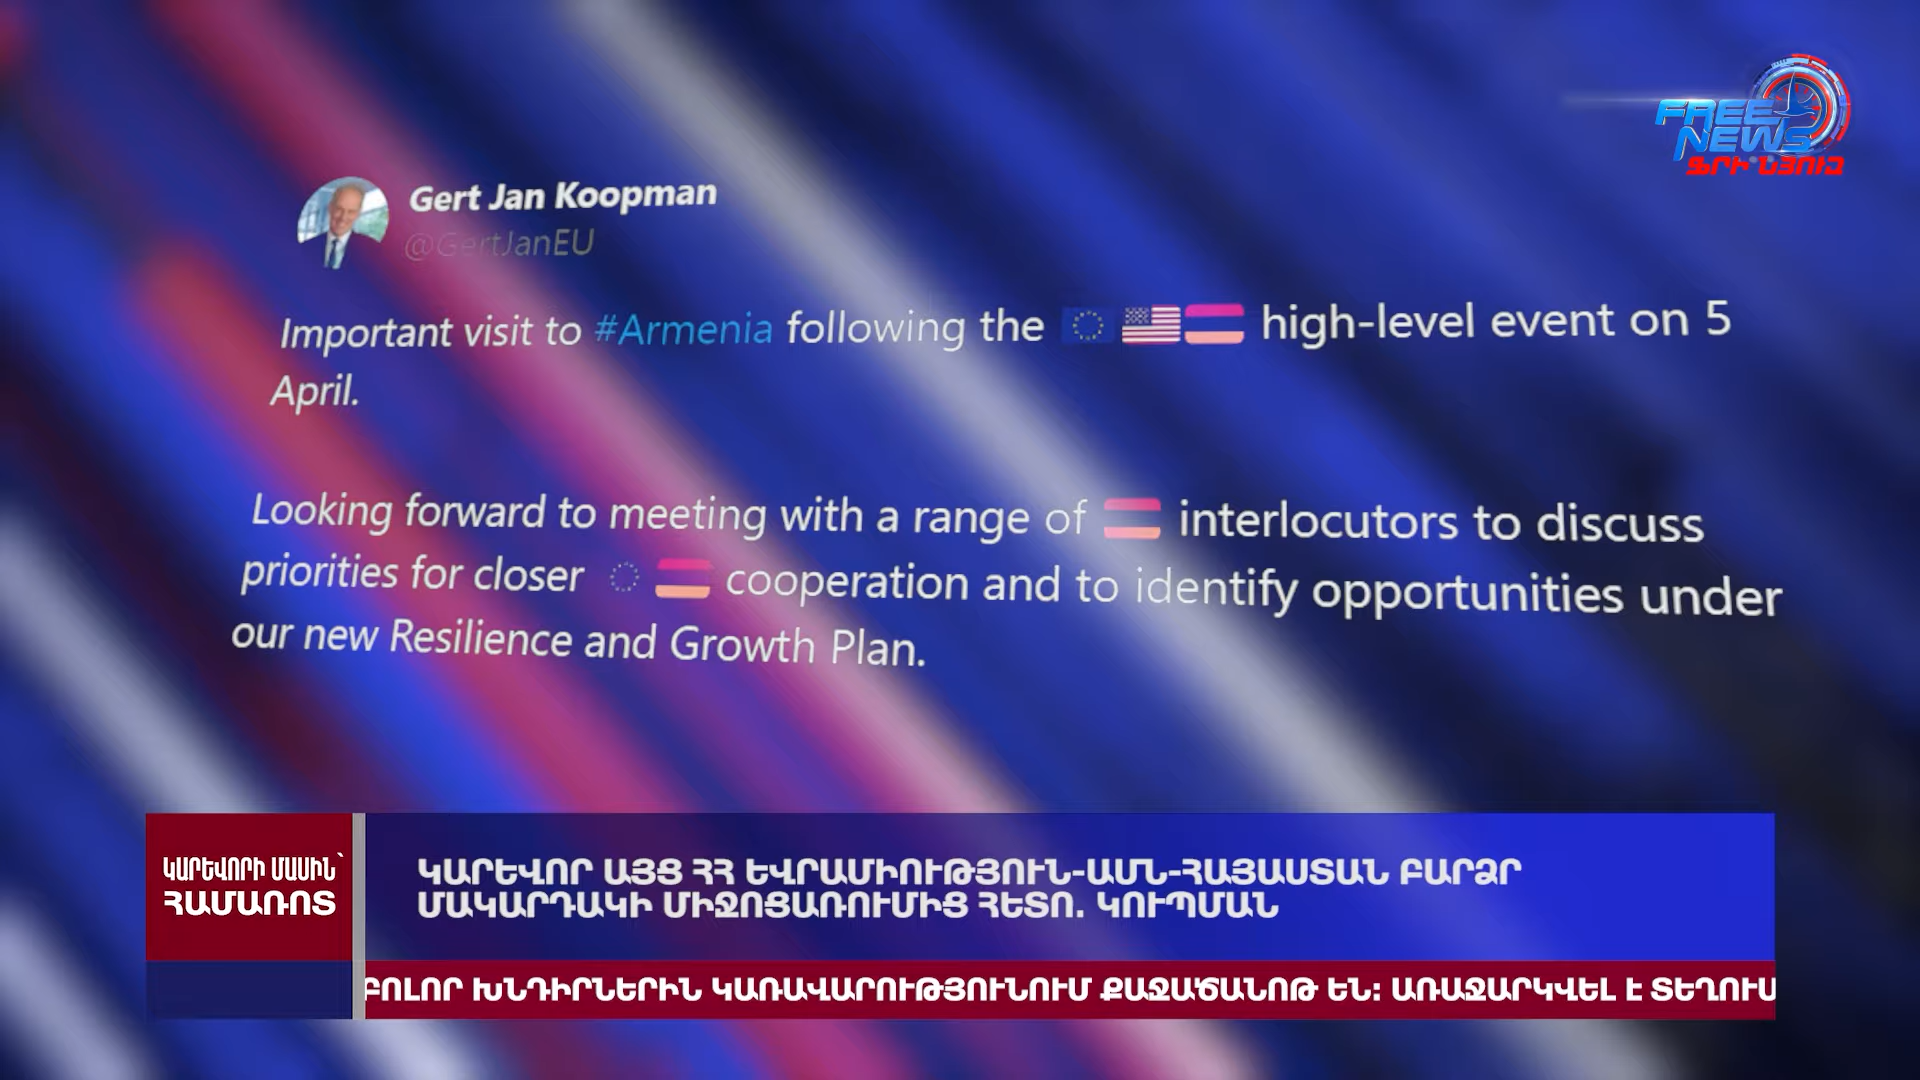 FREE
NEWS
ՖՐԻ ՆՅՈՒԶ
Gert Jan Koopman
@GertJanEU
Important visit to #Armenia following the 🇪🇺🇺🇸🇦🇲 high-level event on 5
April.
Looking forward to meeting with a range of 🇦🇲 interlocutors to discuss
priorities for closer 🇪🇺🇦🇲 cooperation and to identify opportunities under
our new Resilience and Growth Plan.
ԿԱՐԵՎՈՐԻ ՄԱՍԻՆ՝
ՀԱՄԱՌՈՏ
ԿԱՐԵՎՈՐ ԱՅՑ ՀՀ ԵՎՐԱՄԻՈՒԹՅՈՒՆ-ԱՄՆ-ՀԱՅԱՍՏԱՆ ԲԱՐՁՐ
ՄԱԿԱՐԴԱԿԻ ՄԻՋՈՑԱՌՈՒՄԻՑ ՀԵՏՈ. ԿՈՒՊՄԱՆ
ԲՈԼՈՐ ԽՆԴԻՐՆԵՐԻՆ ԿԱՌԱՎԱՐՈՒԹՅՈՒՆՈՒՄ ՔԱՋԱԾԱՆՈԹ ԵՆ: ԱՌԱՋԱՐԿՎԵԼ Է ՏԵՂՈՒՄ